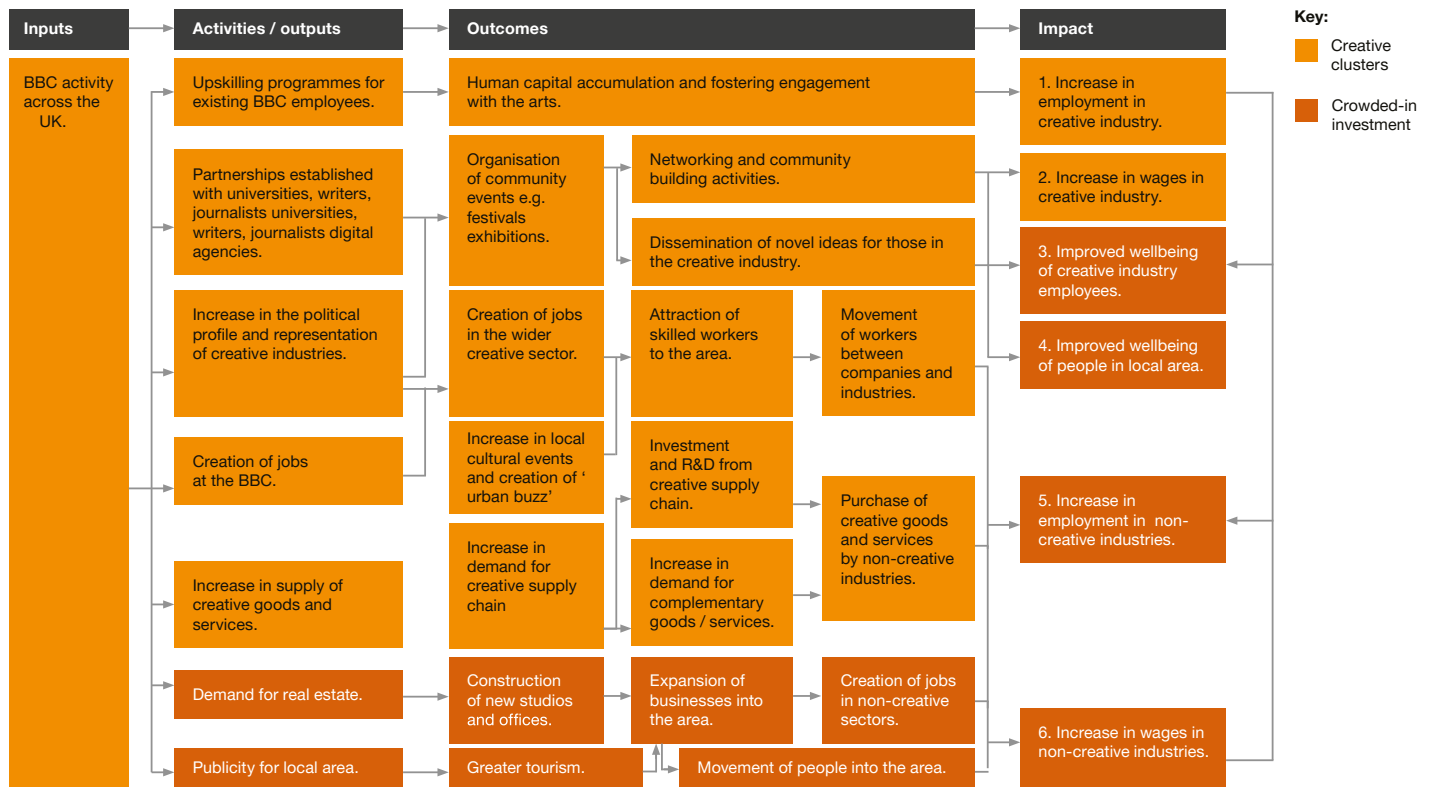 Inputs
Activities / outputs
Outcomes
Impact
Key:
Creative
clusters
Crowded-in
investment
BBC activity
across the
UK.
Upskilling programmes for
existing BBC employees.
Partnerships established
with universities, writers,
journalists universities,
writers, journalists digital
agencies.
Increase in the political
profile and representation
of creative industries.
Creation of jobs
at the BBC.
Increase in supply of
creative goods and
services.
Demand for real estate.
Publicity for local area.
Human capital accumulation and fostering engagement
with the arts.
Organisation
of community
events e.g.
festivals
exhibitions.
Networking and community
building activities.
Dissemination of novel ideas for those in
the creative industry.
Creation of jobs
in the wider
creative sector.
Attraction of
skilled workers
to the area.
Movement
of workers
between
companies and
industries.
Increase in local
cultural events
and creation of ‘
urban buzz’
Investment
and R&D from
creative supply
chain.
Purchase of
creative goods
and services
by non-creative
industries.
Increase in
demand for
creative supply
chain
Increase in
demand for
complementary
goods / services.
Construction
of new studios
and offices.
Expansion of
businesses into
the area.
Creation of jobs
in non-creative
sectors.
Greater tourism.
Movement of people into the area.
1. Increase in
employment in
creative industry.
2. Increase in wages in
creative industry.
3. Improved wellbeing
of creative industry
employees.
4. Improved wellbeing
of people in local area.
5. Increase in
employment in non-
creative industries.
6. Increase in wages in
non-creative industries.